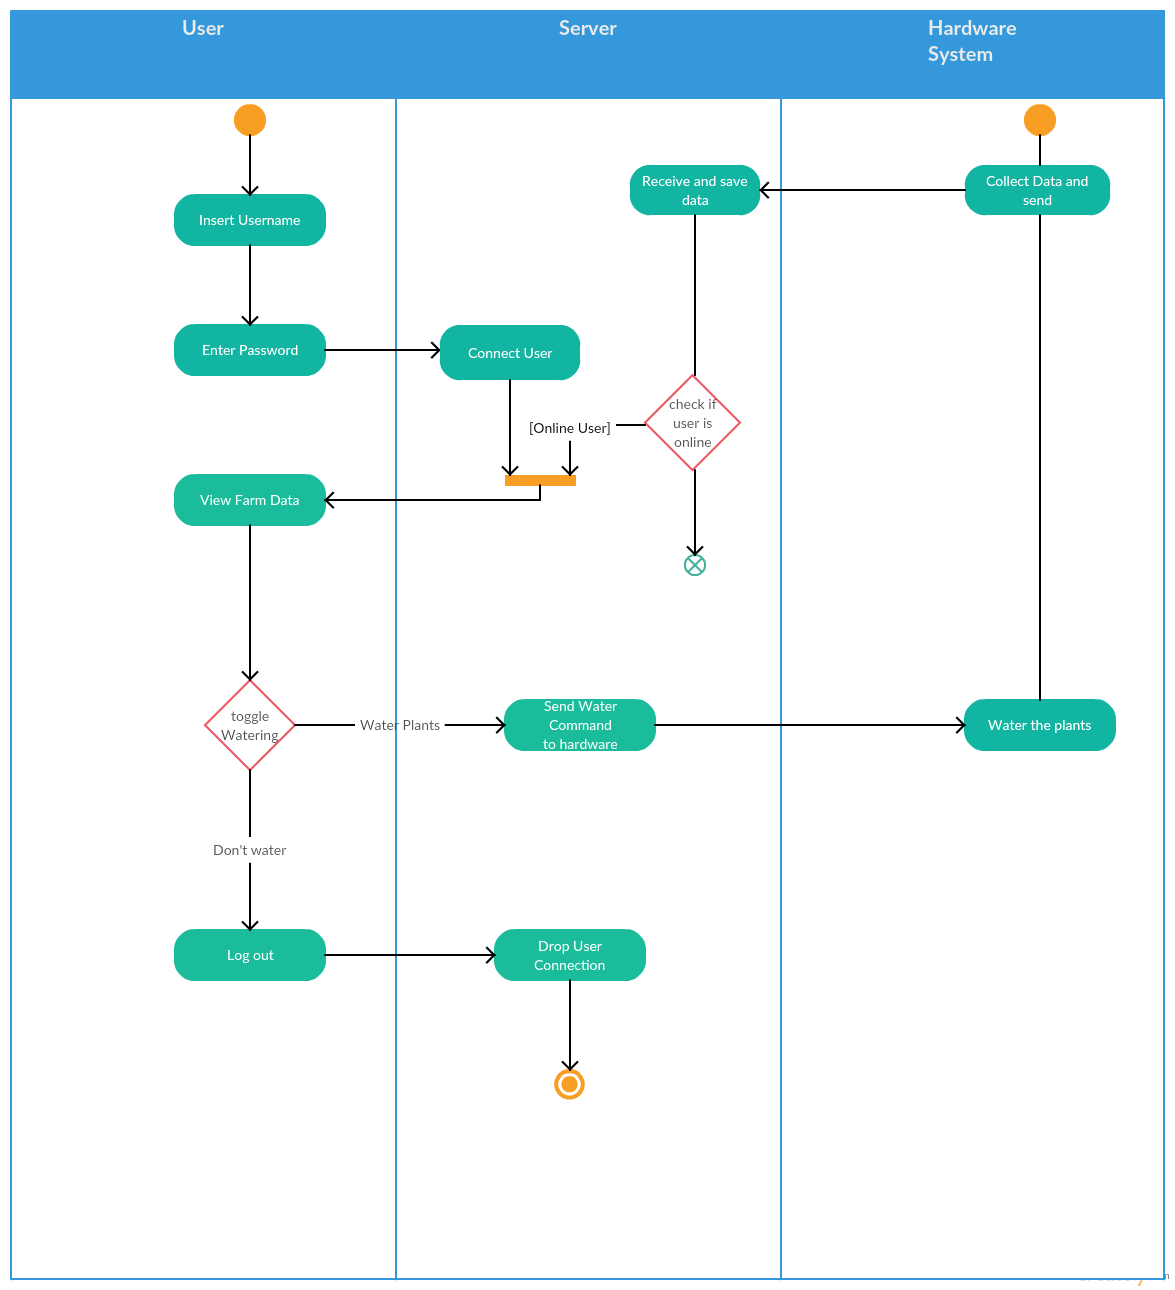 User
Server
Hardware
System
Insert Username
Receive and save
data
Collect Data and
send
Enter Password
Connect User
check if
user is
online
[Online User]
View Farm Data
toggle
Watering
Water Plants
Send Water
Command
to hardware
Water the plants
Don't water
Log out
Drop User
Connection